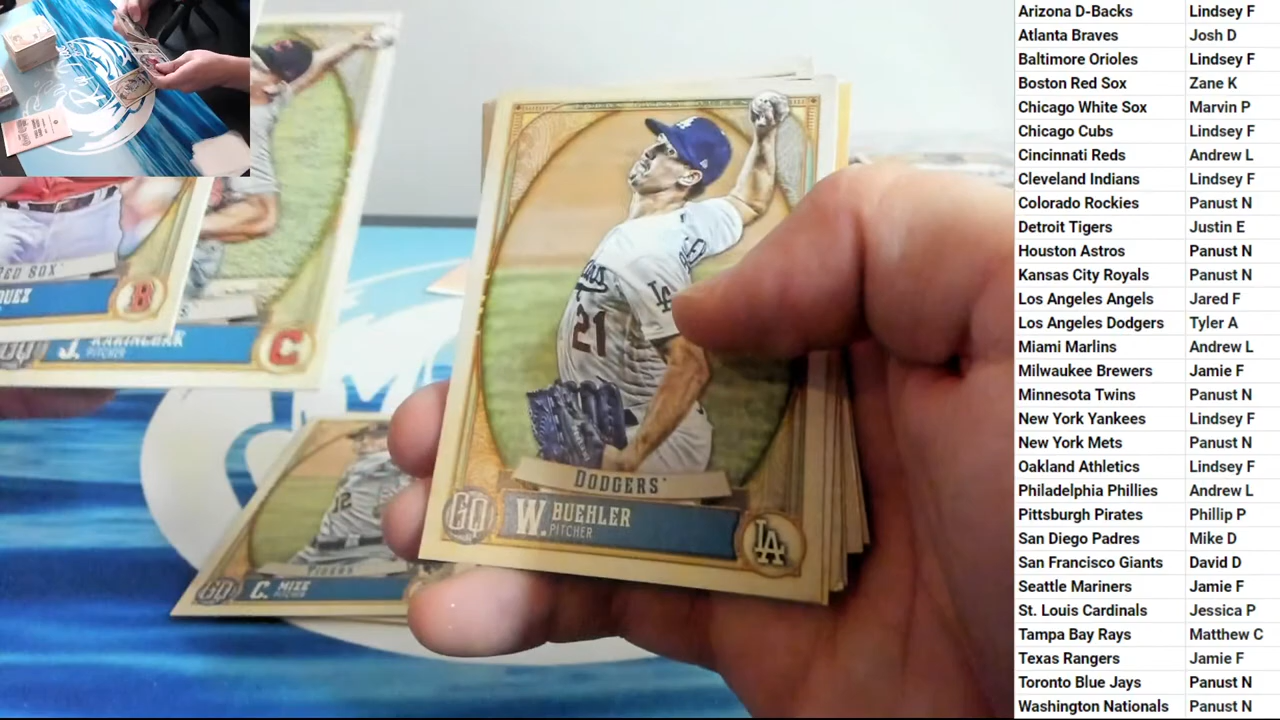 RED SOX
QUEZ
J. KARINCHAK
PITCHER
C
B
TIGERS
GQ
C. MIZE
PITCHER
LA
21
DODGERS
GQ
W. BUEHLER
PITCHER
LA
Arizona D-Backs Lindsey F
Atlanta Braves Josh D
Baltimore Orioles Lindsey F
Boston Red Sox Zane K
Chicago White Sox Marvin P
Chicago Cubs Lindsey F
Cincinnati Reds Andrew L
Cleveland Indians Lindsey F
Colorado Rockies Panust N
Detroit Tigers Justin E
Houston Astros Panust N
Kansas City Royals Panust N
Los Angeles Angels Jared F
Los Angeles Dodgers Tyler A
Miami Marlins Andrew L
Milwaukee Brewers Jamie F
Minnesota Twins Panust N
New York Yankees Lindsey F
New York Mets Panust N
Oakland Athletics Lindsey F
Philadelphia Phillies Andrew L
Pittsburgh Pirates Phillip P
San Diego Padres Mike D
San Francisco Giants David D
Seattle Mariners Jamie F
St. Louis Cardinals Jessica P
Tampa Bay Rays Matthew C
Texas Rangers Jamie F
Toronto Blue Jays Panust N
Washington Nationals Panust N